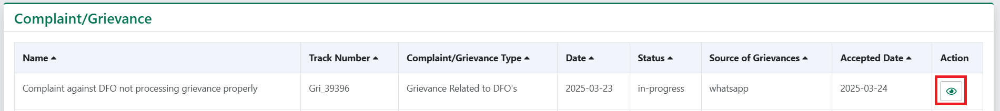 Complaint/Grievance
Name Track Number Complaint/Grievance Type Date Status Source of Grievances Accepted Date Action
Complaint against DFO not processing grievance properly Gri_39396 Grievance Related to DFO's 2025-03-23 in-progress whatsapp 2025-03-24